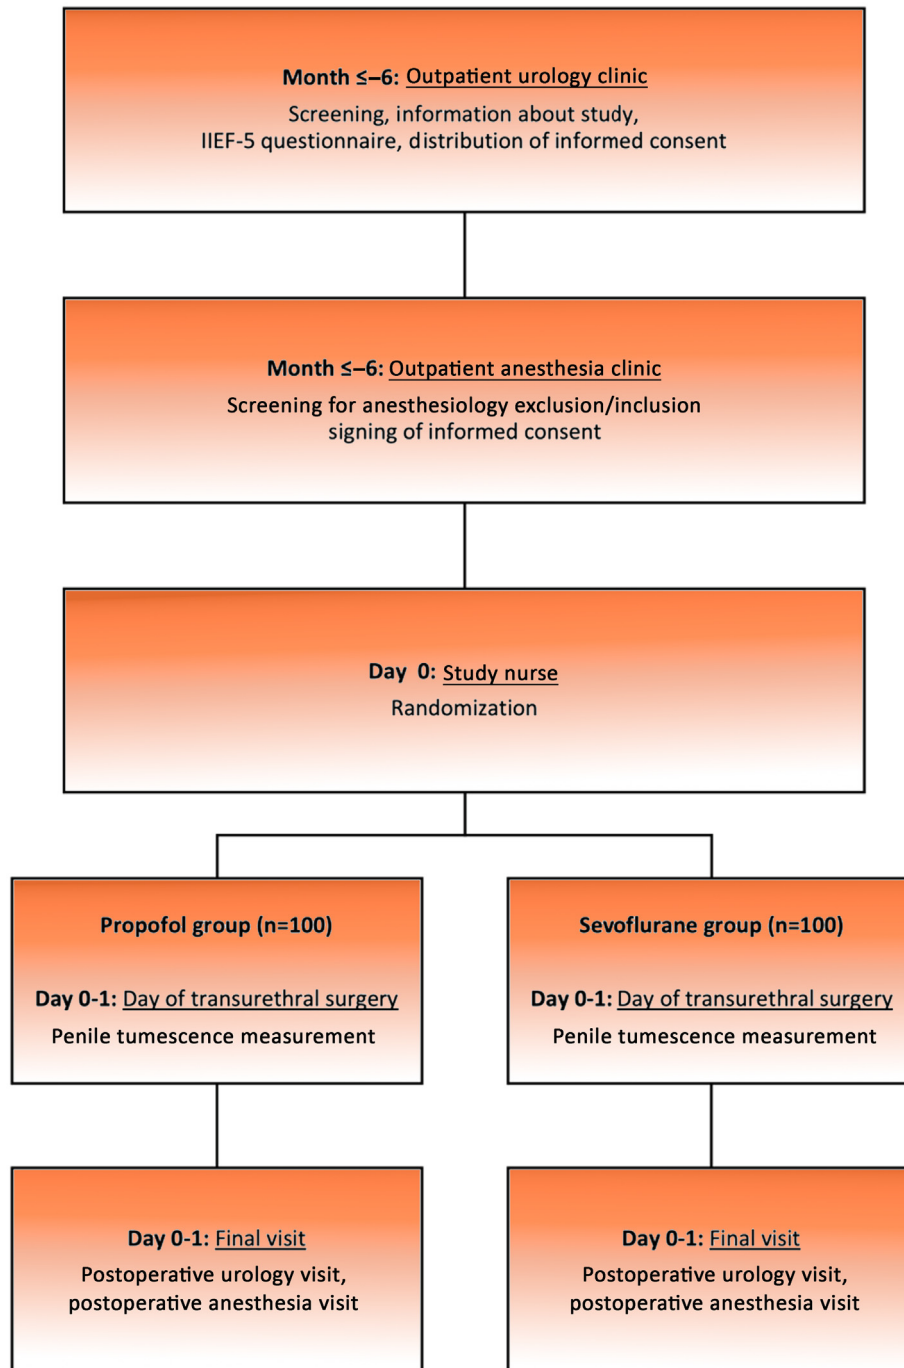 Month ≤–6: Outpatient urology clinic
Screening, information about study,
IIEF-5 questionnaire, distribution of informed consent
Month ≤–6: Outpatient anesthesia clinic
Screening for anesthesiology exclusion/inclusion
signing of informed consent
Day 0: Study nurse
Randomization
Propofol group (n=100)
Day 0-1: Day of transurethral surgery
Penile tumescence measurement
Sevoflurane group (n=100)
Day 0-1: Day of transurethral surgery
Penile tumescence measurement
Day 0-1: Final visit
Postoperative urology visit,
postoperative anesthesia visit
Day 0-1: Final visit
Postoperative urology visit,
postoperative anesthesia visit